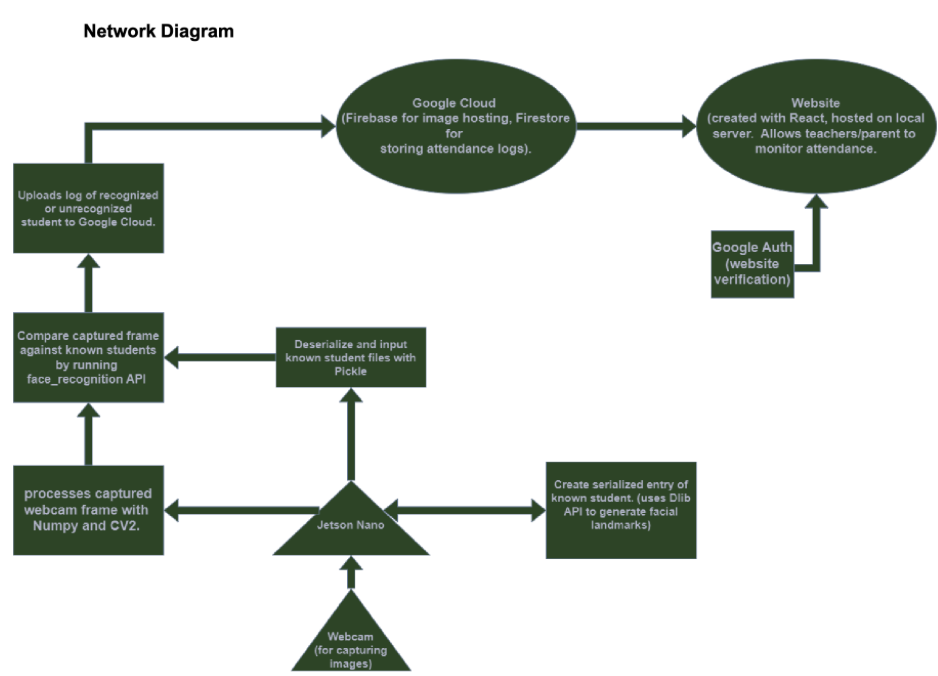 Network Diagram
Google Cloud
(Firebase for image hosting, Firestore
for
storing attendance logs).
Website
(created with React, hosted on local
server. Allows teachers/parent to
monitor attendance.
Uploads log of recognized
or unrecognized
student to Google Cloud.
Google Auth
(website
verification)
Compare captured frame
against known students
by running
face_recognition API
Deserialize and input
known student files with
Pickle
processes captured
webcam frame with
Numpy and CV2.
Jetson Nano
Create serialized entry of
known student. (uses Dlib
API to generate facial
landmarks)
Webcam
(for capturing
images)